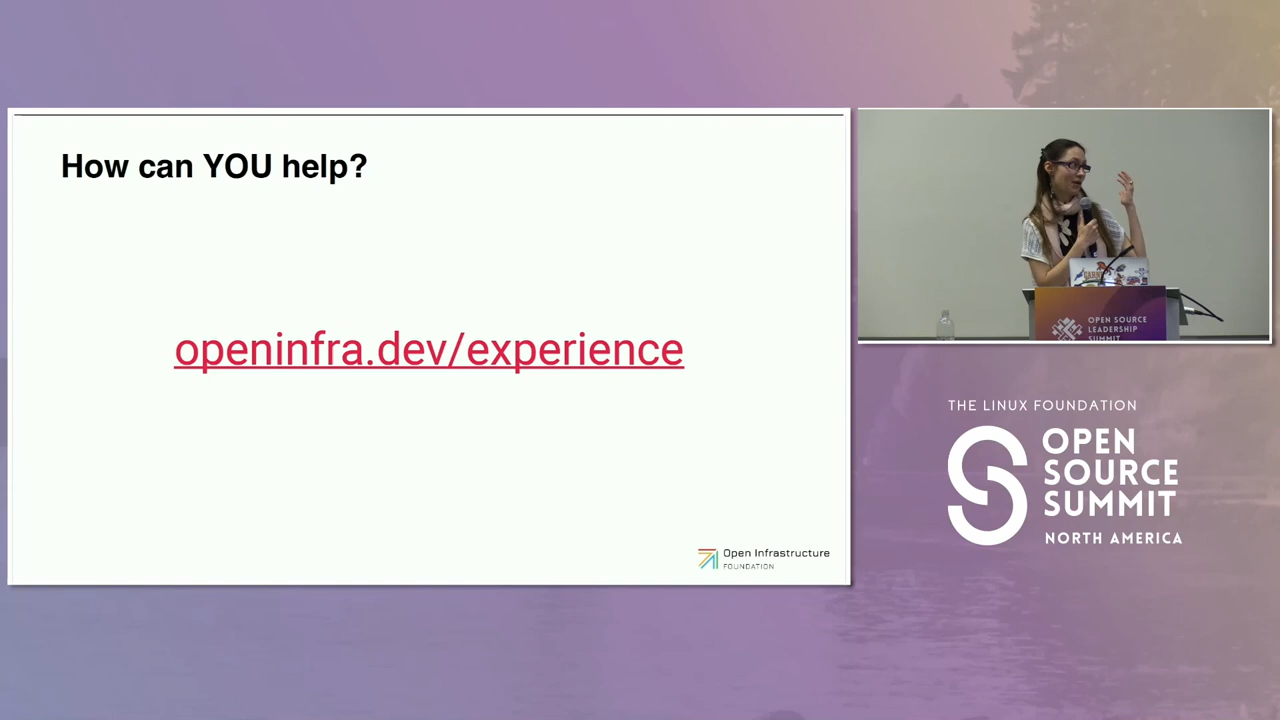 How can YOU help?
openinfra.dev/experience
Open Infrastructure
FOUNDATION
OPEN SOURCE
LEADERSHIP
SUMMIT
THE LINUX FOUNDATION
OPEN
SOURCE
SUMMIT
NORTH AMERICA